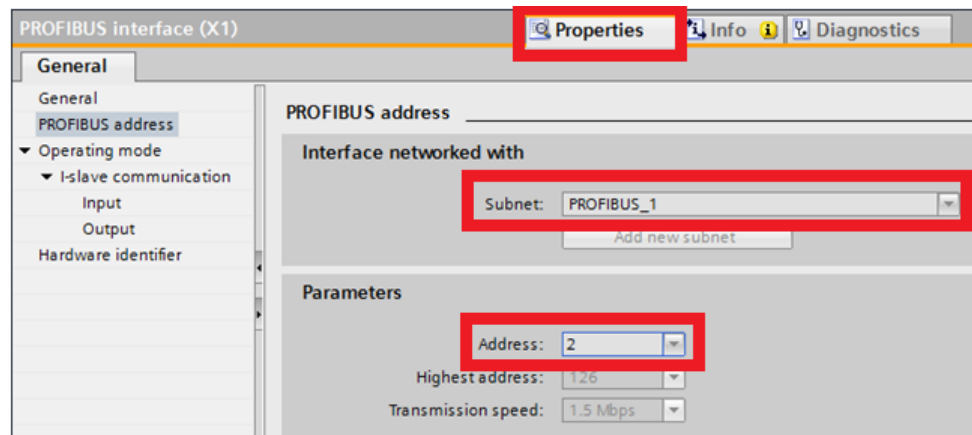 PROFIBUS interface (X1)
Properties
Info
Diagnostics
General
General
PROFIBUS address
Operating mode
I-slave communication
Input
Output
Hardware identifier
PROFIBUS address
Interface networked with
Subnet: PROFIBUS_1
Add new subnet
Parameters
Address: 2
Highest address: 126
Transmission speed: 1.5 Mbps